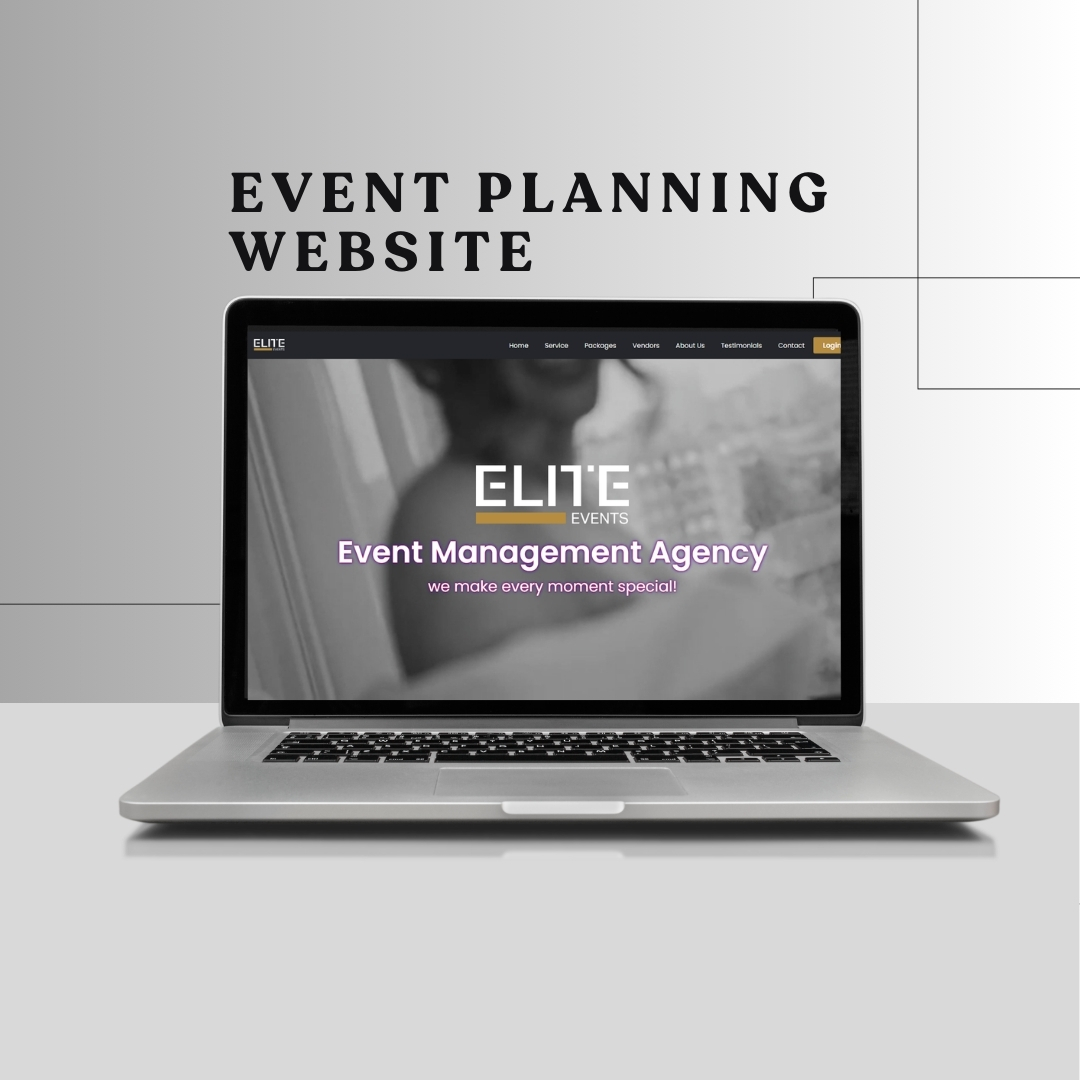 EVENT PLANNING
WEBSITE
ELITE
EVENTS
Home Service Packages Vendors About Us Testimonials Contact Login
ELITE
EVENTS
Event Management Agency
we make every moment special!